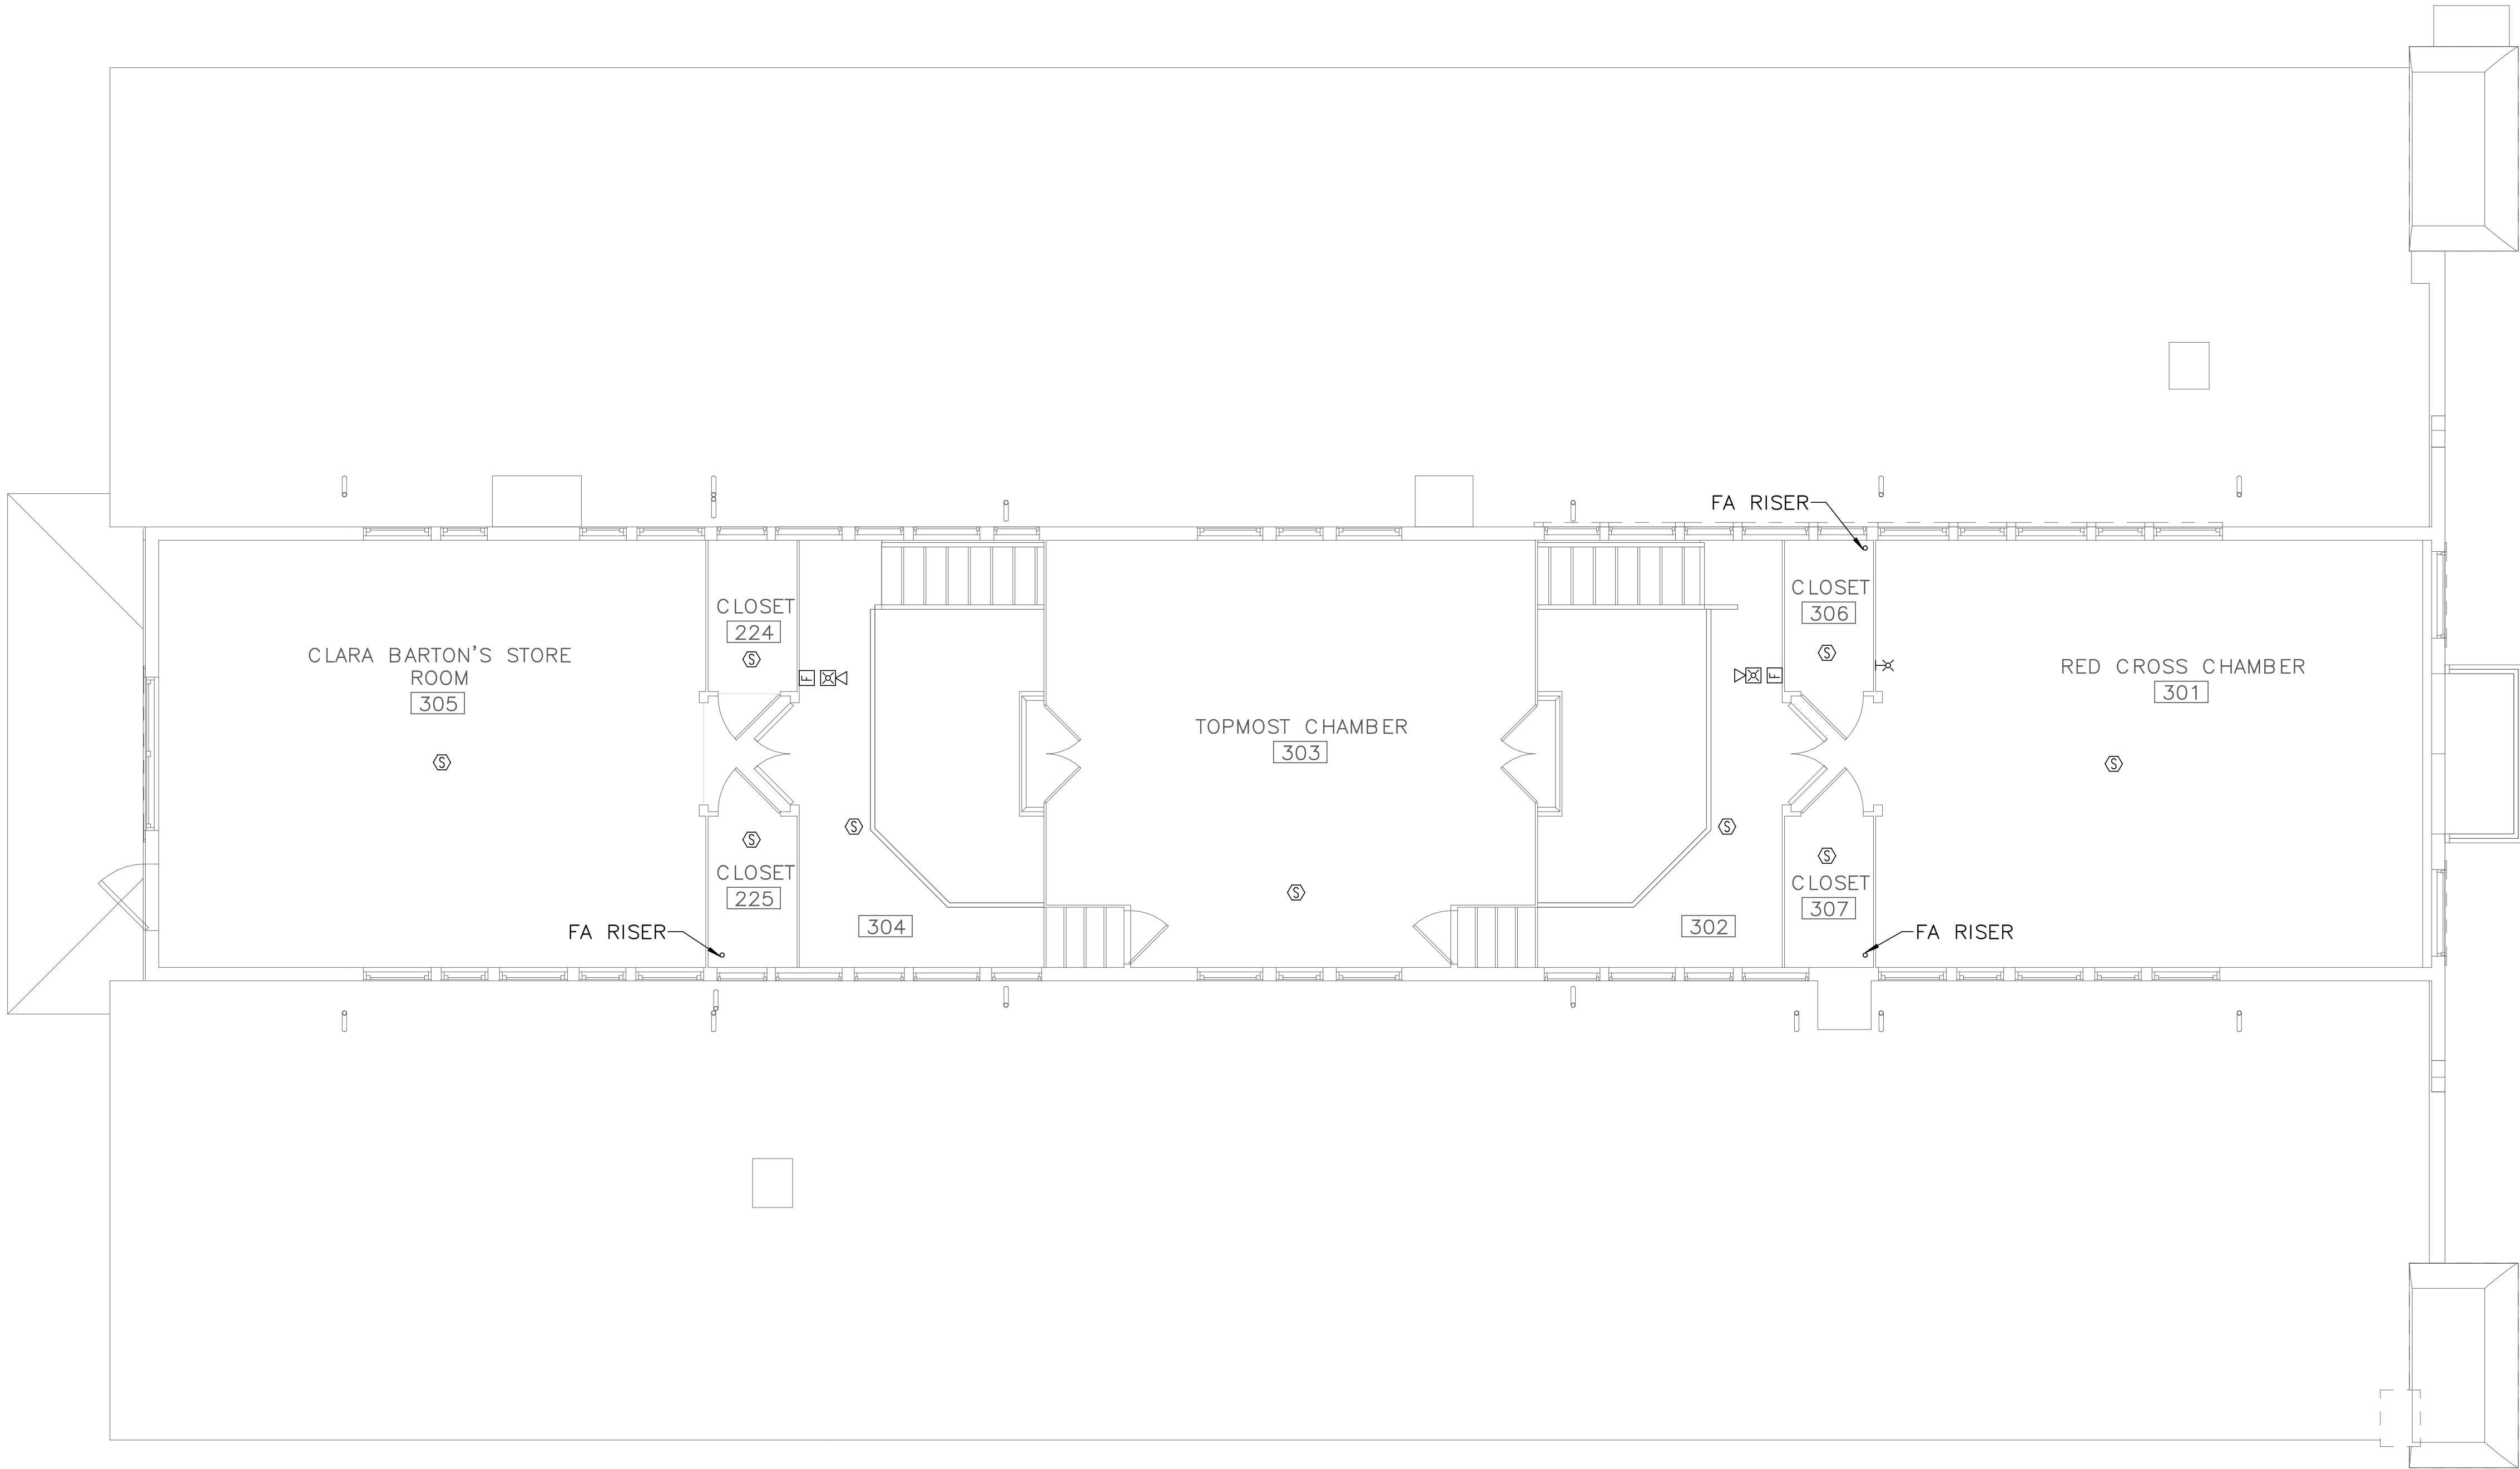 FA RISER
CLOSET
306
CLOSET
224
CLARA BARTON'S STORE
ROOM
305
RED CROSS CHAMBER
301
TOPMOST CHAMBER
303
S
S
F
F
S
S
S
S
S
S
S
CLOSET
225
CLOSET
307
304
302
FA RISER
FA RISER